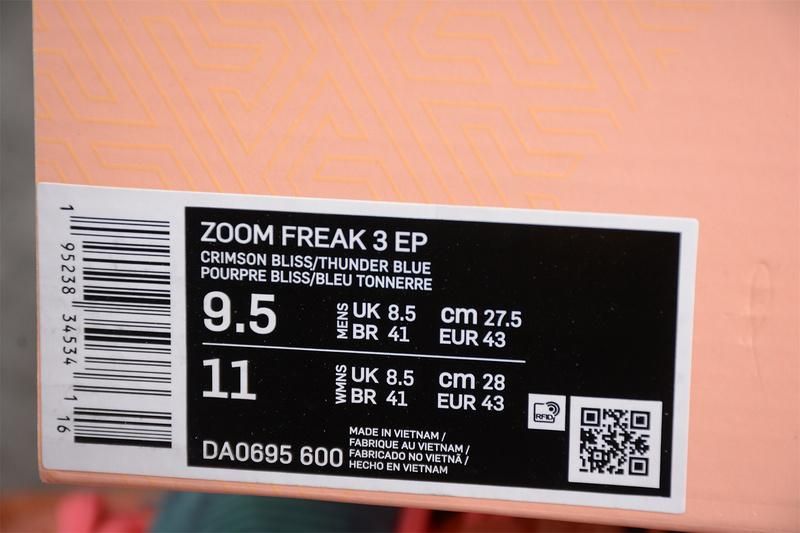 ZOOM FREAK 3 EP
CRIMSON BLISS/THUNDER BLUE
POURPRE BLISS/BLEU TONNERRE
9.5 MENS UK 8.5 cm 27.5
BR 41 EUR 43
11 WMNS UK 8.5 cm 28
BR 41 EUR 43
RFID
DA0695 600
MADE IN VIETNAM /
FABRIQUE AU VIETNAM /
FABRICADO NO VIETNÃ /
HECHO EN VIETNAM
1 95238 34534 1 16